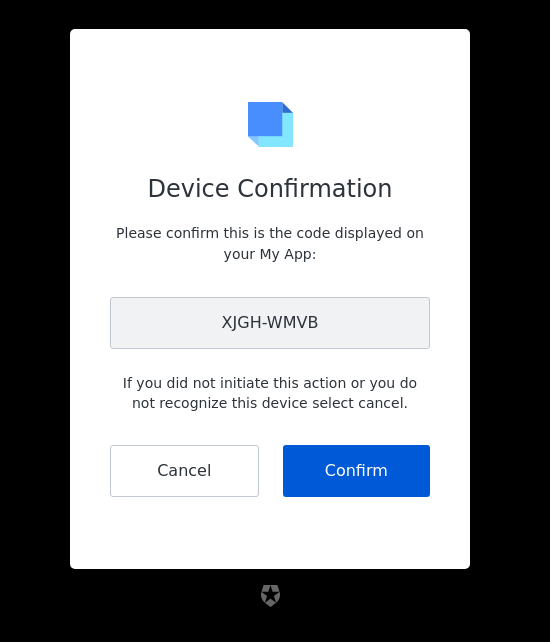 Device Confirmation
Please confirm this is the code displayed on
your My App:
XJGH-WMVB
If you did not initiate this action or you do
not recognize this device select cancel.
Cancel Confirm